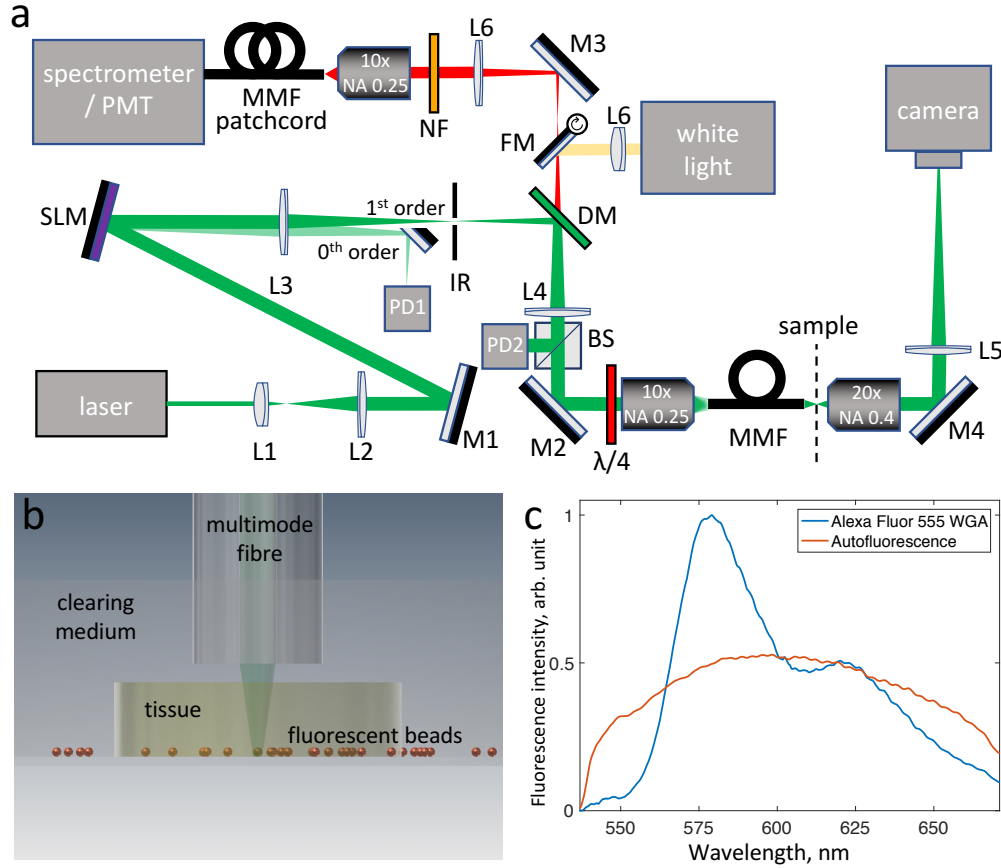 a
spectrometer
/ PMT
MMF
patchcord
10x
NA 0.25
NF
L6
M3
FM
L6
white
light
camera
SLM
L3
1st order
0th order
IR
PD1
DM
L4
PD2
BS
sample
L5
laser
L1
L2
M1
M2
λ/4
10x
NA 0.25
MMF
20x
NA 0.4
M4
b
multimode
fibre
clearing
medium
tissue
fluorescent beads
c
Fluorescence intensity, arb. unit
1
0.5
0
Alexa Fluor 555 WGA
Autofluorescence
550
575
600
625
650
Wavelength, nm